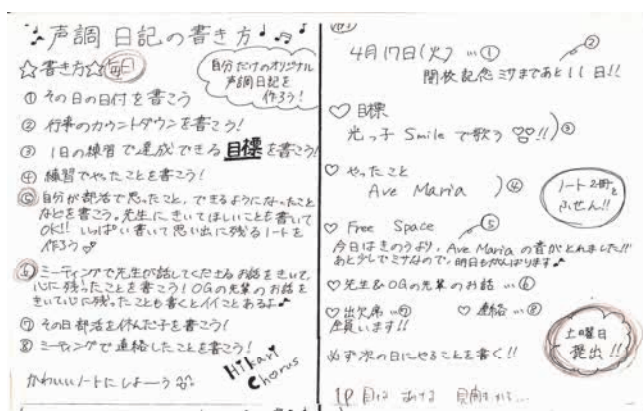 声調日記の書き方
☆書き方☆ 毎日
自分だけのオリジナル
声調日記を
作ろう!
① その日の日付を書こう
② 行事のカウントダウンを書こう!
③ 1日の練習で達成できる目標を書こう!
④ 練習でやったことを書こう!
⑤ 自分が部活で思ったこと、できるようになったこと
などを書こう。先生にきいてほしいことも書いて
OK!! いっぱい書いて思い出に残るノートを
作ろう
⑥ ミーティングで先生が話してくださるお話をきいて、
心に残ったことを書こう!OGの先輩のお話を
きいて心に残ったことも書くとイイことあるよ♪
⑦ その日部活を休んだ子を書こう!
⑧ ミーティングで連絡したことを書こう!
かわいいノートにしよーう
Hikari
Chorus
4月17日(火) …①
②
開校記念ミサまであと11日!!
♡ 目標
光っ子 Smile で歌う !!) ③
♡ やったこと
Ave Maria ) ④
ノート2冊と
ふせん!!
♡ Free Space ⑤
今日はきのうより、Ave Mariaの音がとれました!!
あと少しでミサなので、明日もがんばります♪
♡ 先生&OGの先輩のお話 …⑥
♡ 出欠席 …⑦ ♡ 連絡 …⑧
全員います!!
土曜日
提出!!
必ず次の日にやることを書く!!